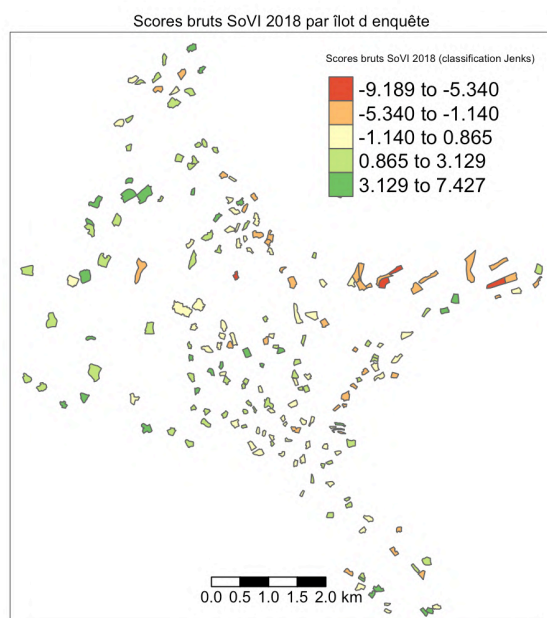 Scores bruts SoVI 2018 par îlot d enquête
Scores bruts SoVI 2018 (classification Jenks)
-9.189 to -5.340
-5.340 to -1.140
-1.140 to 0.865
0.865 to 3.129
3.129 to 7.427
0.0 0.5 1.0 1.5 2.0 km